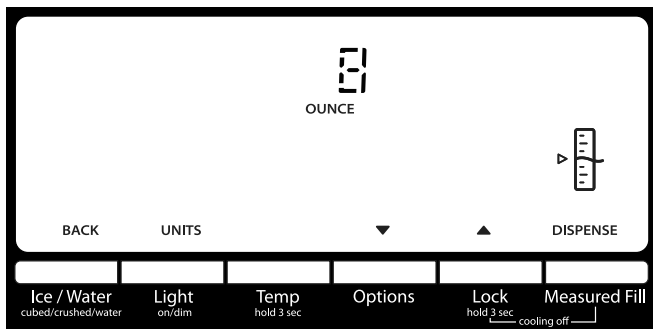 8
OUNCE
BACK UNITS ▼ ▲ DISPENSE
Ice / Water Light Temp Options Lock Measured Fill
cubed/crushed/water on/dim hold 3 sec hold 3 sec
cooling off